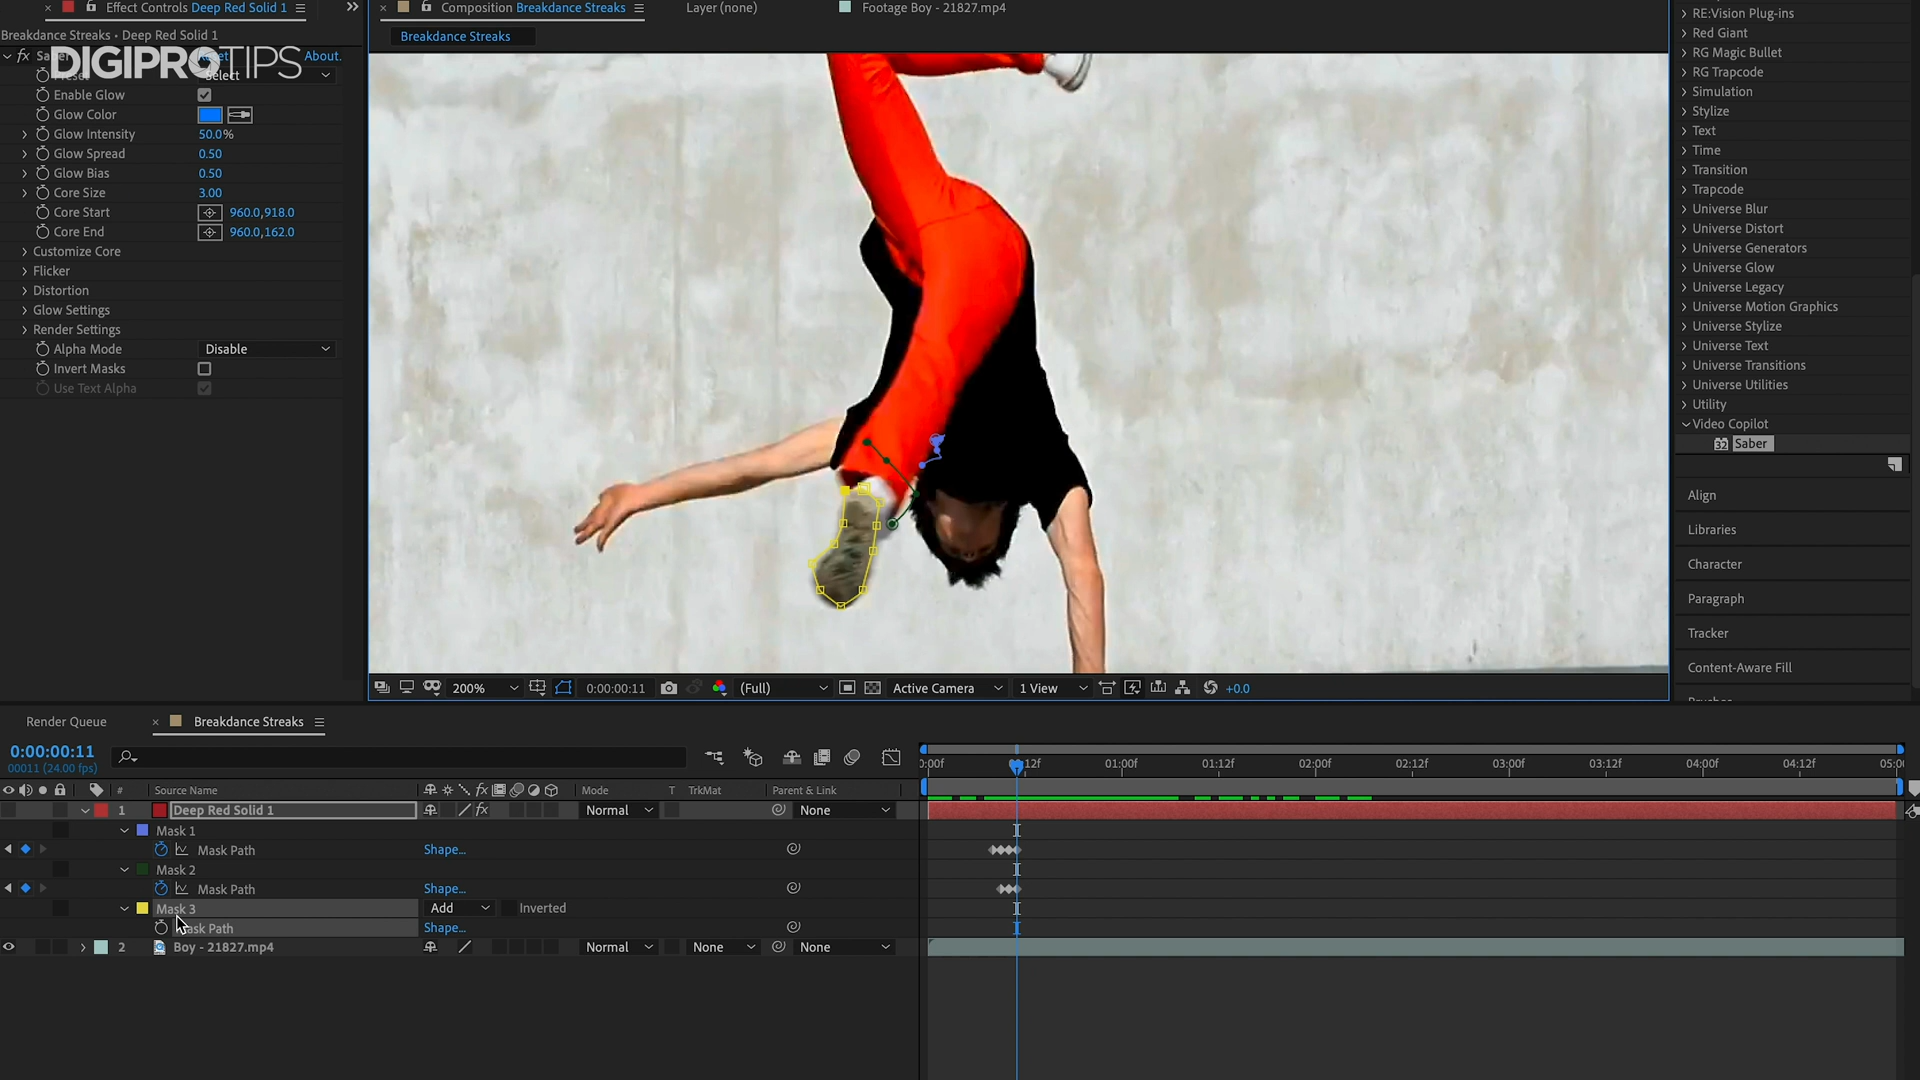 Effect Controls Deep Red Solid 1
Composition Breakdance Streaks
Layer (none)
Footage Boy - 21827.mp4
Breakdance Streaks • Deep Red Solid 1
Breakdance Streaks
DIGIPROTIPS
About.
Select
Enable Glow
Glow Color
Glow Intensity 50.0%
Glow Spread 0.50
Glow Bias 0.50
Core Size 3.00
Core Start 960.0,918.0
Core End 960.0,162.0
Customize Core
Flicker
Distortion
Glow Settings
Render Settings
Alpha Mode Disable
Invert Masks
Use Text Alpha
RE:Vision Plug-ins
Red Giant
RG Magic Bullet
RG Trapcode
Simulation
Stylize
Text
Time
Transition
Trapcode
Universe Blur
Universe Distort
Universe Generators
Universe Glow
Universe Legacy
Universe Motion Graphics
Universe Stylize
Universe Text
Universe Transitions
Universe Utilities
Utility
Video Copilot
32 Saber
Align
Libraries
Character
Paragraph
Tracker
Content-Aware Fill
200% 0:00:00:11 (Full) Active Camera 1 View +0.0
Render Queue
Breakdance Streaks
0:00:00:11
00011 (24.00 fps)
:00f 12f 01:00f 01:12f 02:00f 02:12f 03:00f 03:12f 04:00f 04:12f 05:0
# Source Name Mode T TrkMat Parent & Link
1 Deep Red Solid 1 Normal None
Mask 1
Mask Path Shape...
Mask 2
Mask Path Shape...
Mask 3 Add Inverted
Path Shape...
2 Boy - 21827.mp4 Normal None None